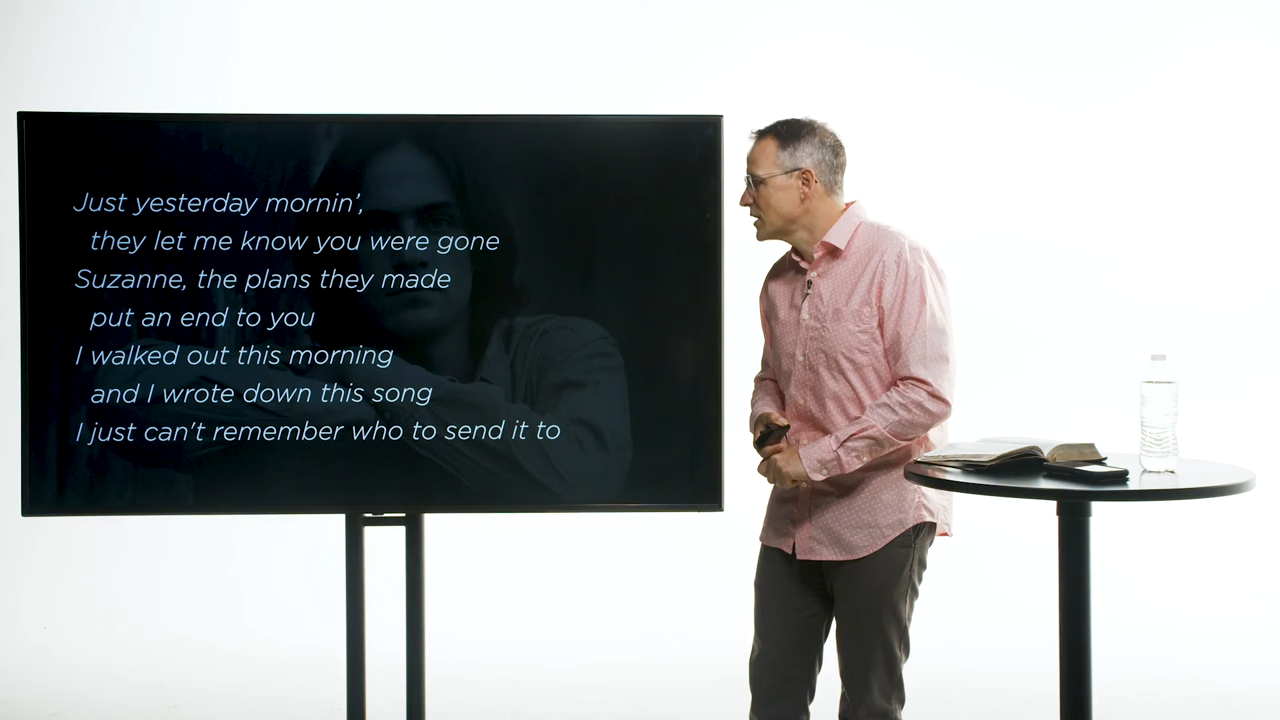 Just yesterday mornin’,
they let me know you were gone
Suzanne, the plans they made
put an end to you
I walked out this morning
and I wrote down this song
I just can't remember who to send it to